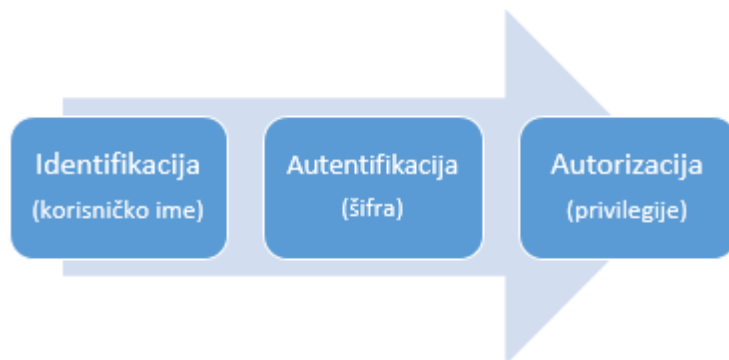 Identifikacija
(korisničko ime)
Autentifikacija
(šifra)
Autorizacija
(privilegije)